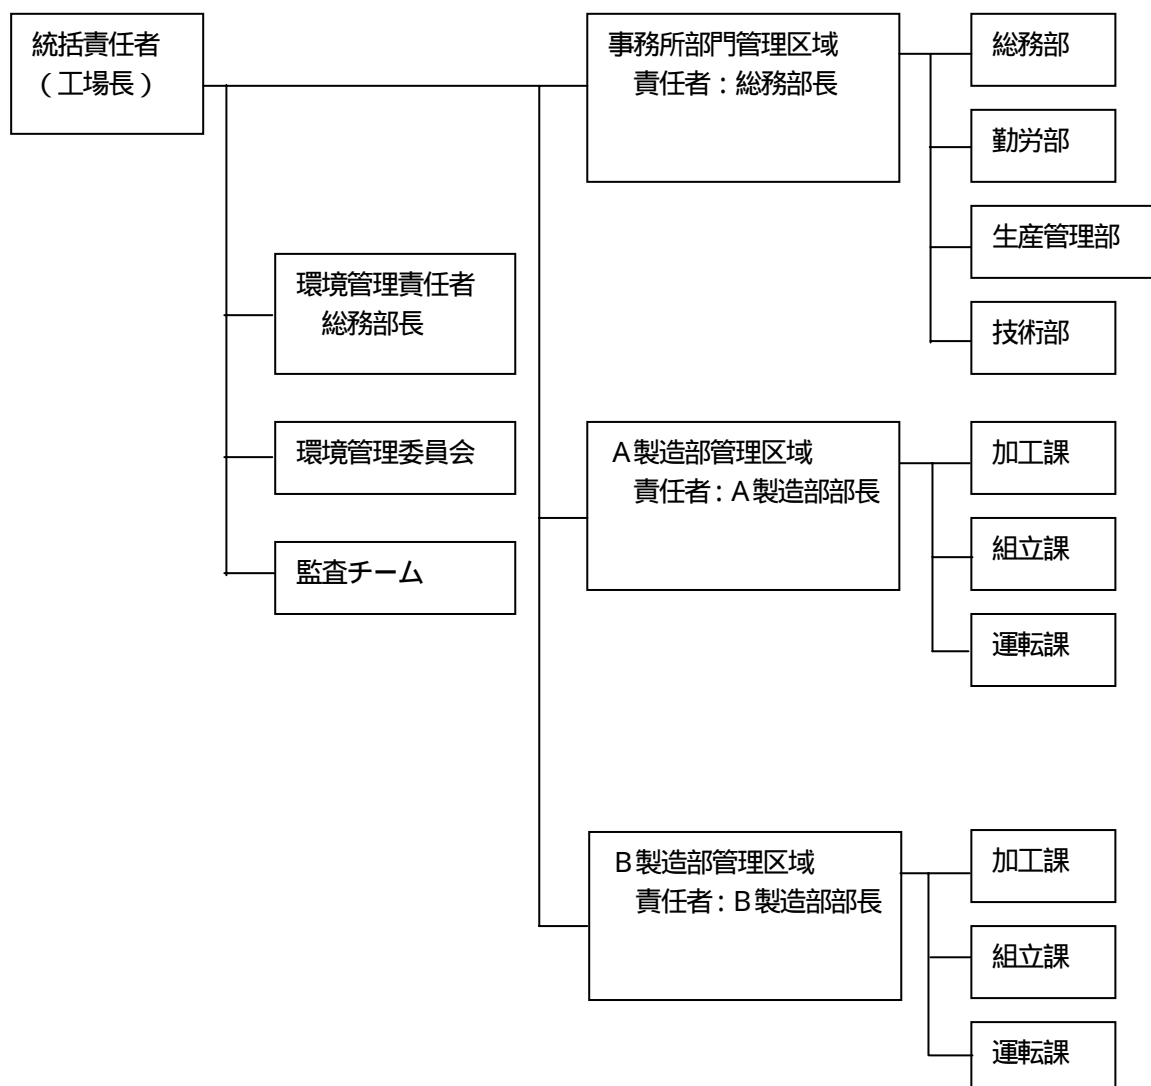 統括責任者
（工場長）
事務所部門管理区域
責任者：総務部長
総務部
勤労部
生産管理部
技術部
環境管理責任者
総務部長
環境管理委員会
監査チーム
Ａ製造部管理区域
責任者：Ａ製造部部長
加工課
組立課
運転課
Ｂ製造部管理区域
責任者：Ｂ製造部部長
加工課
組立課
運転課